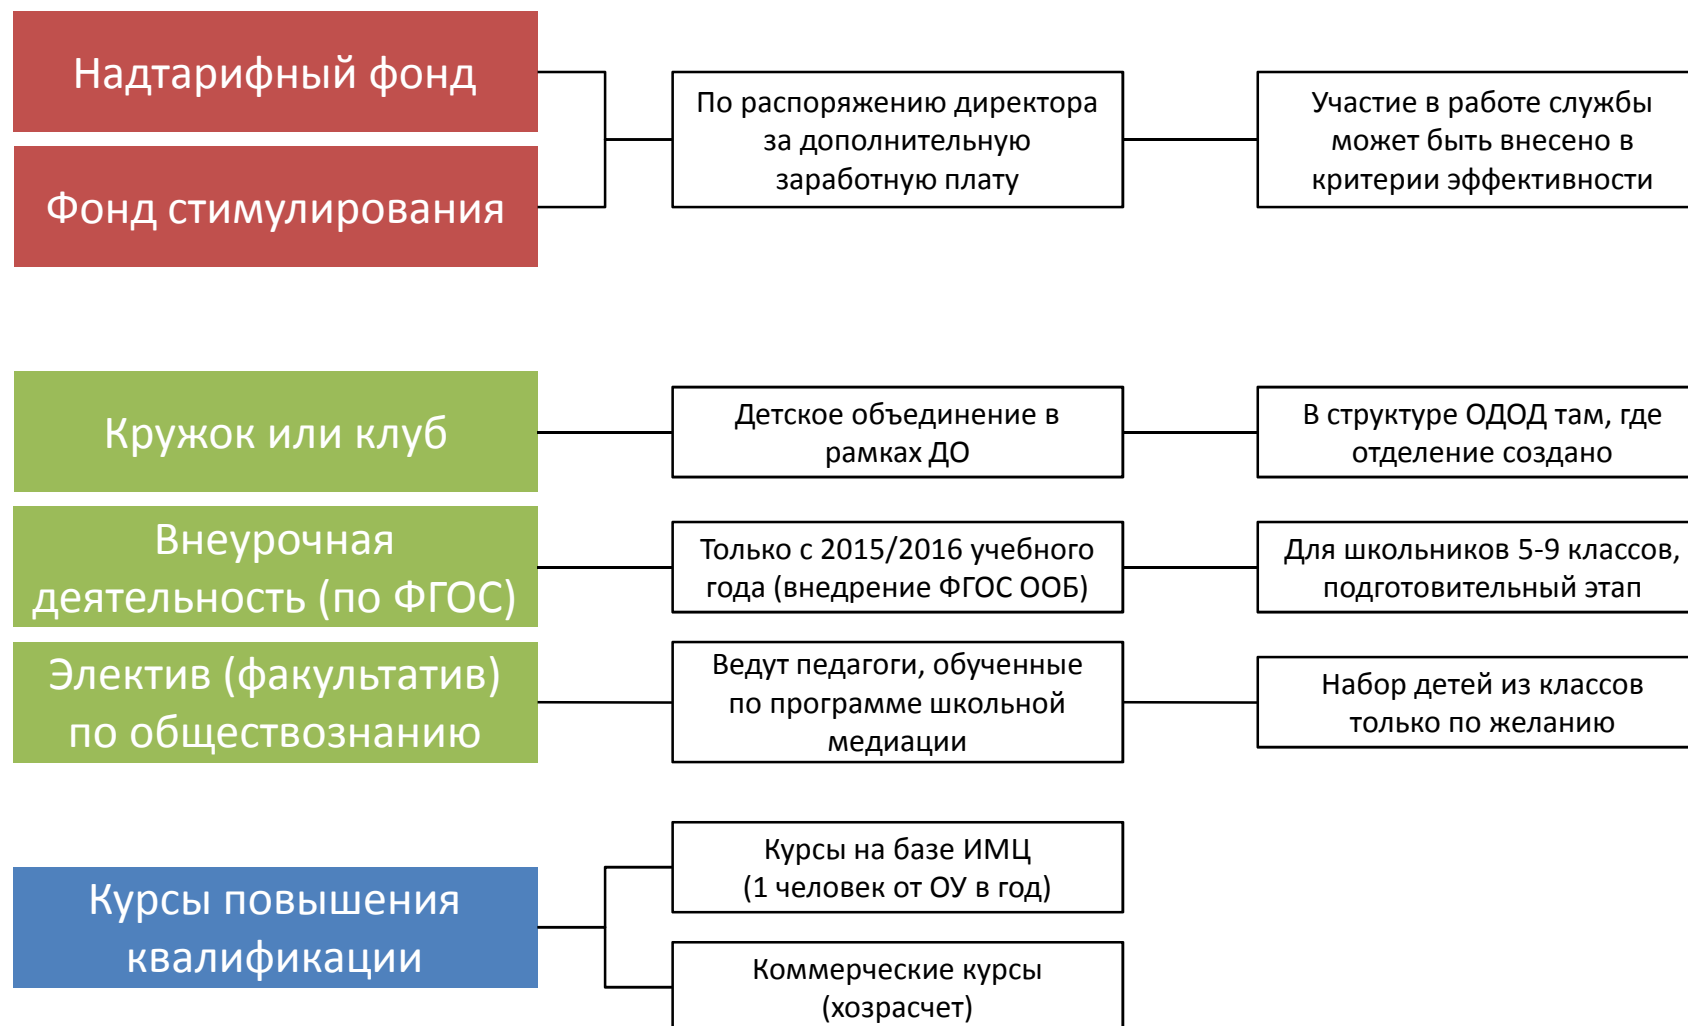 Надтарифный фонд
Фонд стимулирования
По распоряжению директора
за дополнительную
заработную плату
Участие в работе службы
может быть внесено в
критерии эффективности
Кружок или клуб
Детское объединение в
рамках ДО
В структуре ОДОД там, где
отделение создано
Внеурочная
деятельность (по ФГОС)
Только с 2015/2016 учебного
года (внедрение ФГОС ООБ)
Для школьников 5-9 классов,
подготовительный этап
Электив (факультатив)
по обществознанию
Ведут педагоги, обученные
по программе школьной
медиации
Набор детей из классов
только по желанию
Курсы повышения
квалификации
Курсы на базе ИМЦ
(1 человек от ОУ в год)
Коммерческие курсы
(хозрасчет)